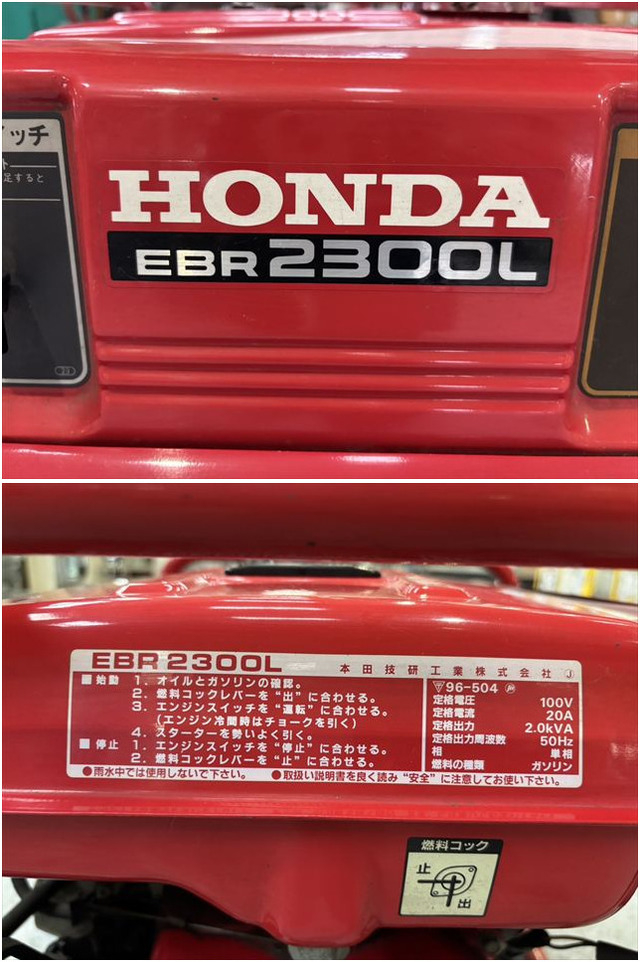 ッチ
足すると
HONDA
EBR2300L
EBR2300L 本田技研工業株式会社 J
■始動 1. オイルとガソリンの確認。
2. 燃料コックレバーを“出”に合わせる。
3. エンジンスイッチを“運転”に合わせる。
(エンジン冷間時はチョークを引く)
4. スターターを勢いよく引く。
■停止 1. エンジンスイッチを“停止”に合わせる。
2. 燃料コックレバーを“止”に合わせる。
▽96-504
定格電圧 100V
定格電流 20A
定格出力 2.0kVA
定格出力周波数 50Hz
相 単相
燃料の種類 ガソリン
●雨水中では使用しないで下さい。 ●取扱い説明書を良く読み“安全”に注意してお使い下さい。
燃料コック
止
出